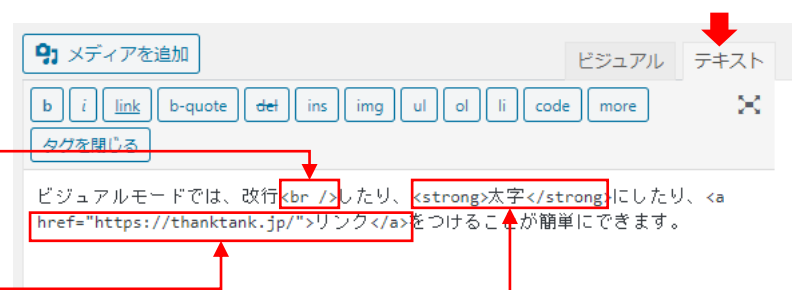 メディアを追加
ビジュアル テキスト
b i link b-quote del ins img ul ol li code more
タグを閉じる
ビジュアルモードでは、改行<br />したり、<strong>太字</strong>にしたり、<a
href="https://thanktank.jp/">リンク</a>をつけることが簡単にできます。